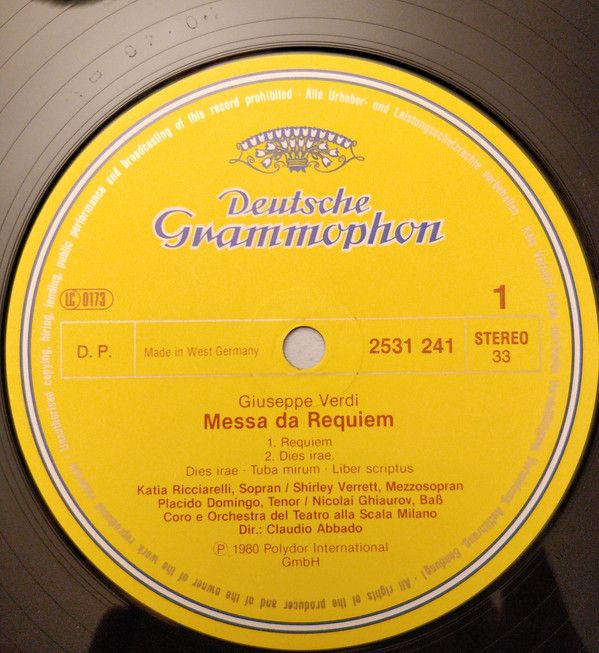 Deutsche
Grammophon
LC 0173
1
D. P.
Made in West Germany
2531 241
STEREO
33
Giuseppe Verdi
Messa da Requiem
1. Requiem
2. Dies irae.
Dies irae · Tuba mirum · Liber scriptus
Katia Ricciarelli, Sopran / Shirley Verrett, Mezzosopran
Placido Domingo, Tenor / Nicolai Ghiaurov, Baß
Coro e Orchestra del Teatro alla Scala Milano
Dir.: Claudio Abbado
Ⓟ 1980 Polydor International
GmbH
Unauthorised copying, hiring, lending, public performance and broadcasting of this record prohibited · Alle Urheber- und Leistungsschutzrechte vorbehalten.
Sendung! · All rights of the producer and of the owner of the work reproduced